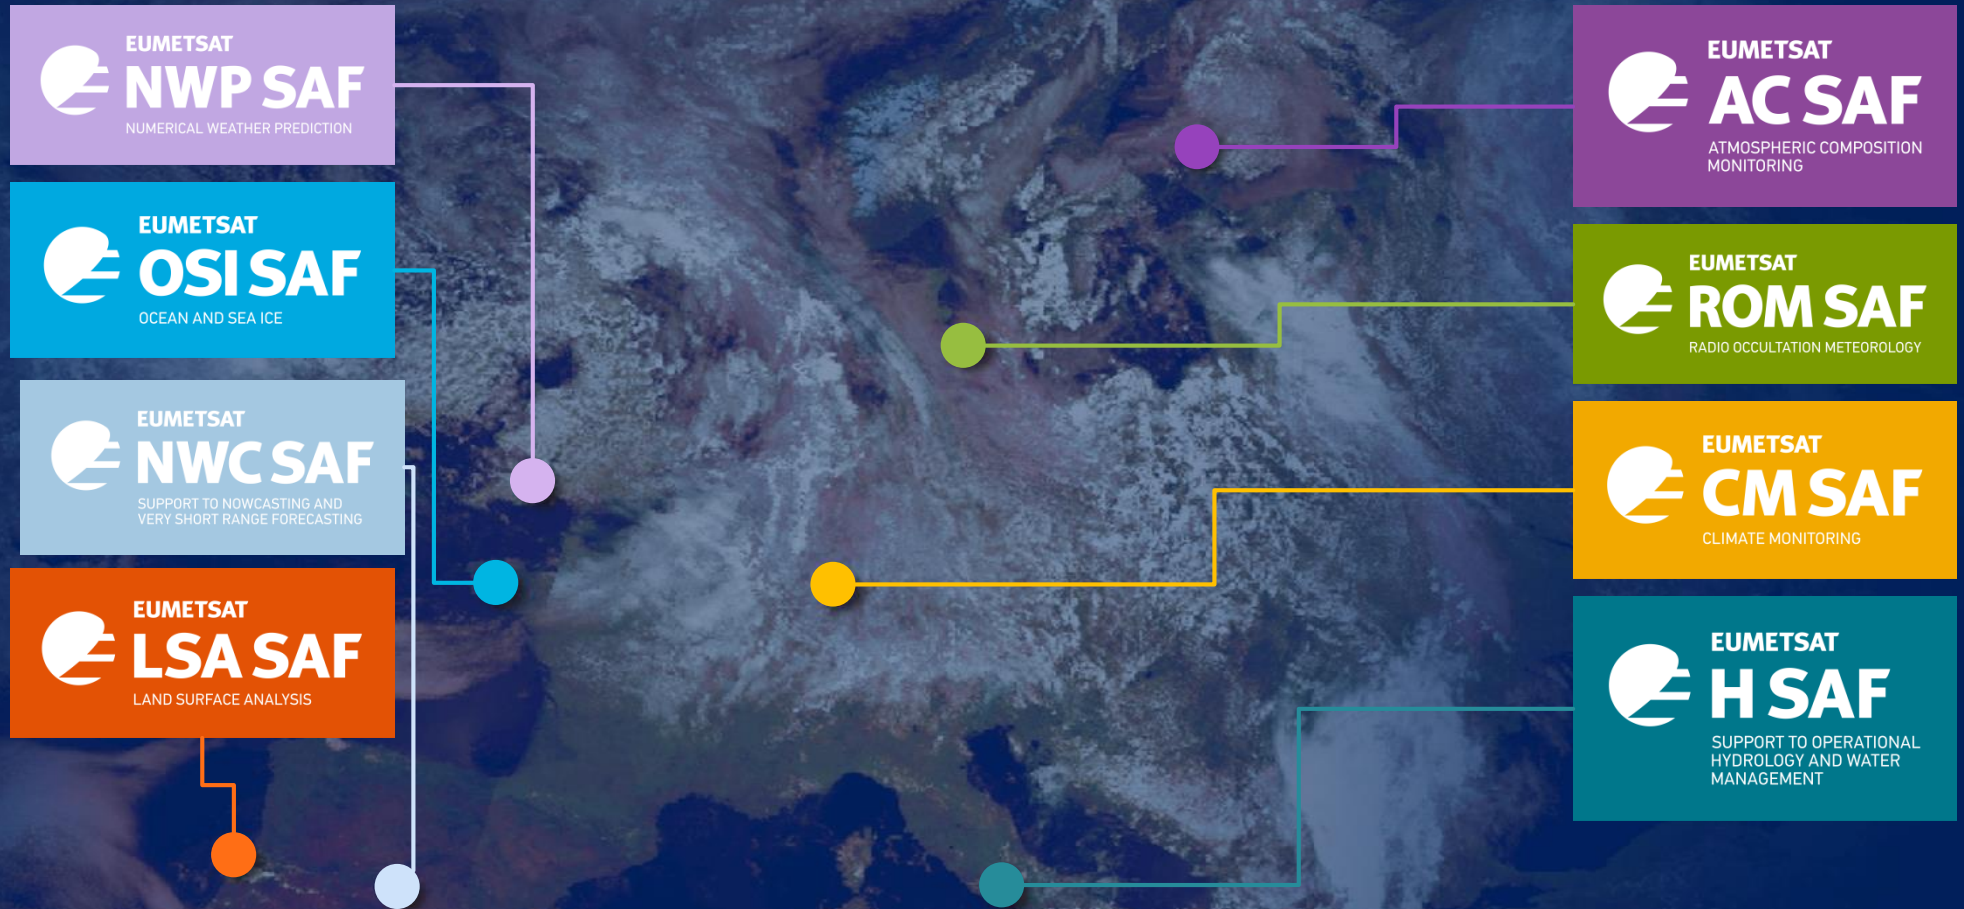 EUMETSAT
NWP SAF
NUMERICAL WEATHER PREDICTION
EUMETSAT
OSI SAF
OCEAN AND SEA ICE
EUMETSAT
NWC SAF
SUPPORT TO NOWCASTING AND
VERY SHORT RANGE FORECASTING
EUMETSAT
LSA SAF
LAND SURFACE ANALYSIS
EUMETSAT
AC SAF
ATMOSPHERIC COMPOSITION
MONITORING
EUMETSAT
ROM SAF
RADIO OCCULTATION METEOROLOGY
EUMETSAT
CM SAF
CLIMATE MONITORING
EUMETSAT
H SAF
SUPPORT TO OPERATIONAL
HYDROLOGY AND WATER
MANAGEMENT